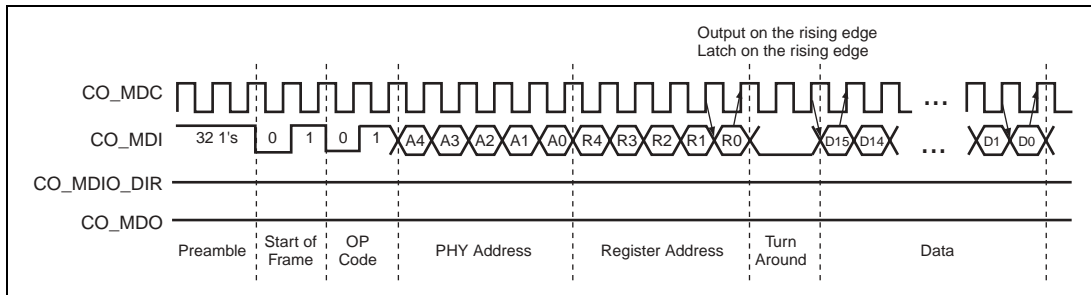 Output on the rising edge
Latch on the rising edge
CO_MDC
...
CO_MDI
32 1's 0 1 0 1 A4 A3 A2 A1 A0 R4 R3 R2 R1 R0 D15 D14 ... D1 D0
CO_MDIO_DIR
CO_MDO
Preamble
Start of
Frame
OP
Code
PHY Address
Register Address
Turn
Around
Data